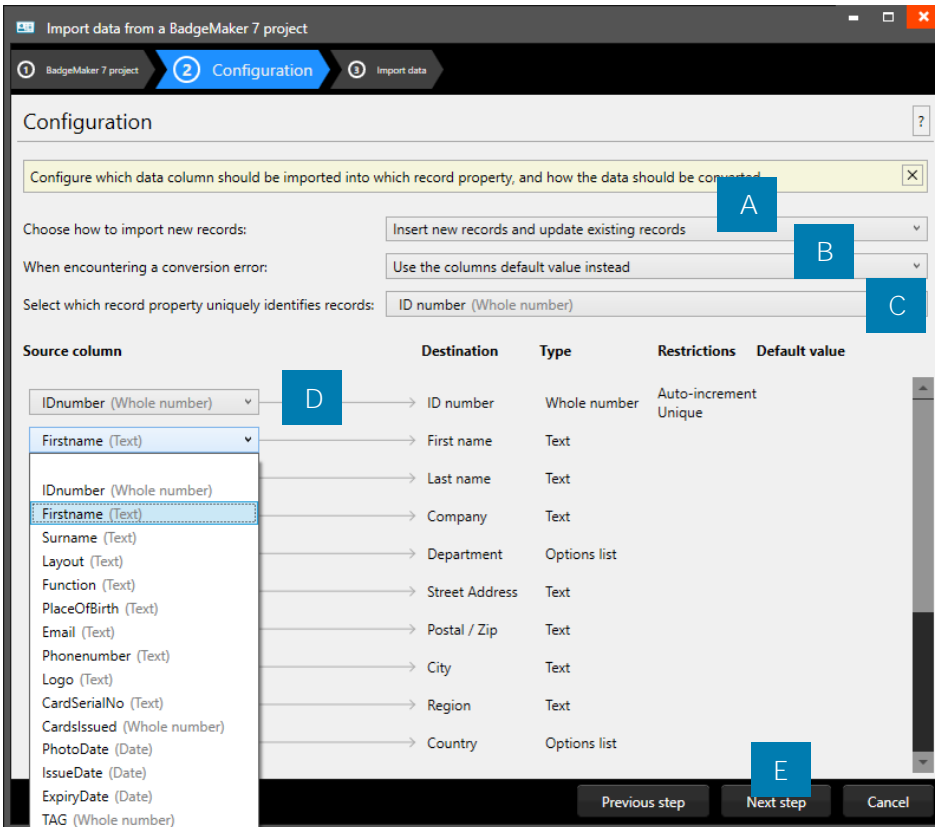 Import data from a BadgeMaker 7 project
1 BadgeMaker 7 project 2 Configuration 3 Import data
Configuration ?
Configure which data column should be imported into which record property, and how the data should be converted.
A
Choose how to import new records: Insert new records and update existing records
B
When encountering a conversion error: Use the columns default value instead
C
Select which record property uniquely identifies records: ID number (Whole number)
Source column Destination Type Restrictions Default value
D
IDnumber (Whole number) ID number Whole number Auto-increment
Unique
Firstname (Text) First name Text
Last name Text
IDnumber (Whole number)
Firstname (Text) Company Text
Surname (Text)
Layout (Text) Department Options list
Function (Text) Street Address Text
PlaceOfBirth (Text)
Email (Text) Postal / Zip Text
Phonenumber (Text)
Logo (Text) City Text
CardSerialNo (Text) Region Text
CardsIssued (Whole number)
PhotoDate (Date) Country Options list
IssueDate (Date)
E
ExpiryDate (Date) Previous step Next step Cancel
TAG (Whole number)